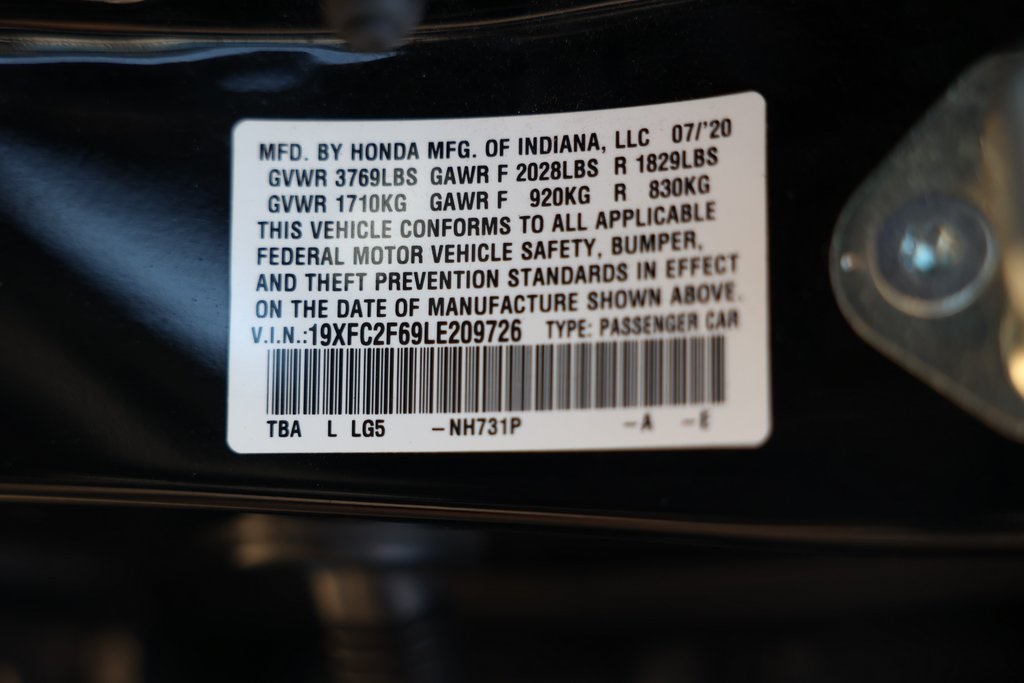 MFD. BY HONDA MFG. OF INDIANA, LLC 07/'20
GVWR 3769LBS GAWR F 2028LBS R 1829LBS
GVWR 1710KG GAWR F 920KG R 830KG
THIS VEHICLE CONFORMS TO ALL APPLICABLE
FEDERAL MOTOR VEHICLE SAFETY, BUMPER,
AND THEFT PREVENTION STANDARDS IN EFFECT
ON THE DATE OF MANUFACTURE SHOWN ABOVE.
V.I.N.:19XFC2F69LE209726 TYPE: PASSENGER CAR
TBA L LG5 -NH731P -A -E